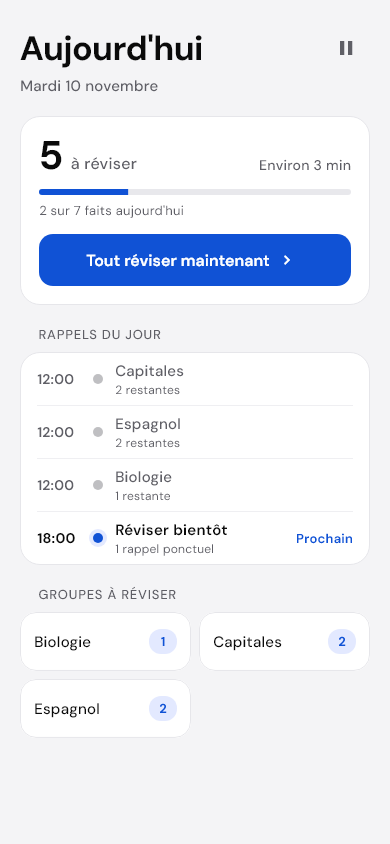 Aujourd'hui
Mardi 10 novembre
5 à réviser
Environ 3 min
2 sur 7 faits aujourd'hui
Tout réviser maintenant
RAPPELS DU JOUR
12:00 Capitales
2 restantes
12:00 Espagnol
2 restantes
12:00 Biologie
1 restante
18:00 Réviser bientôt
1 rappel ponctuel
Prochain
GROUPES À RÉVISER
Biologie 1
Capitales 2
Espagnol 2